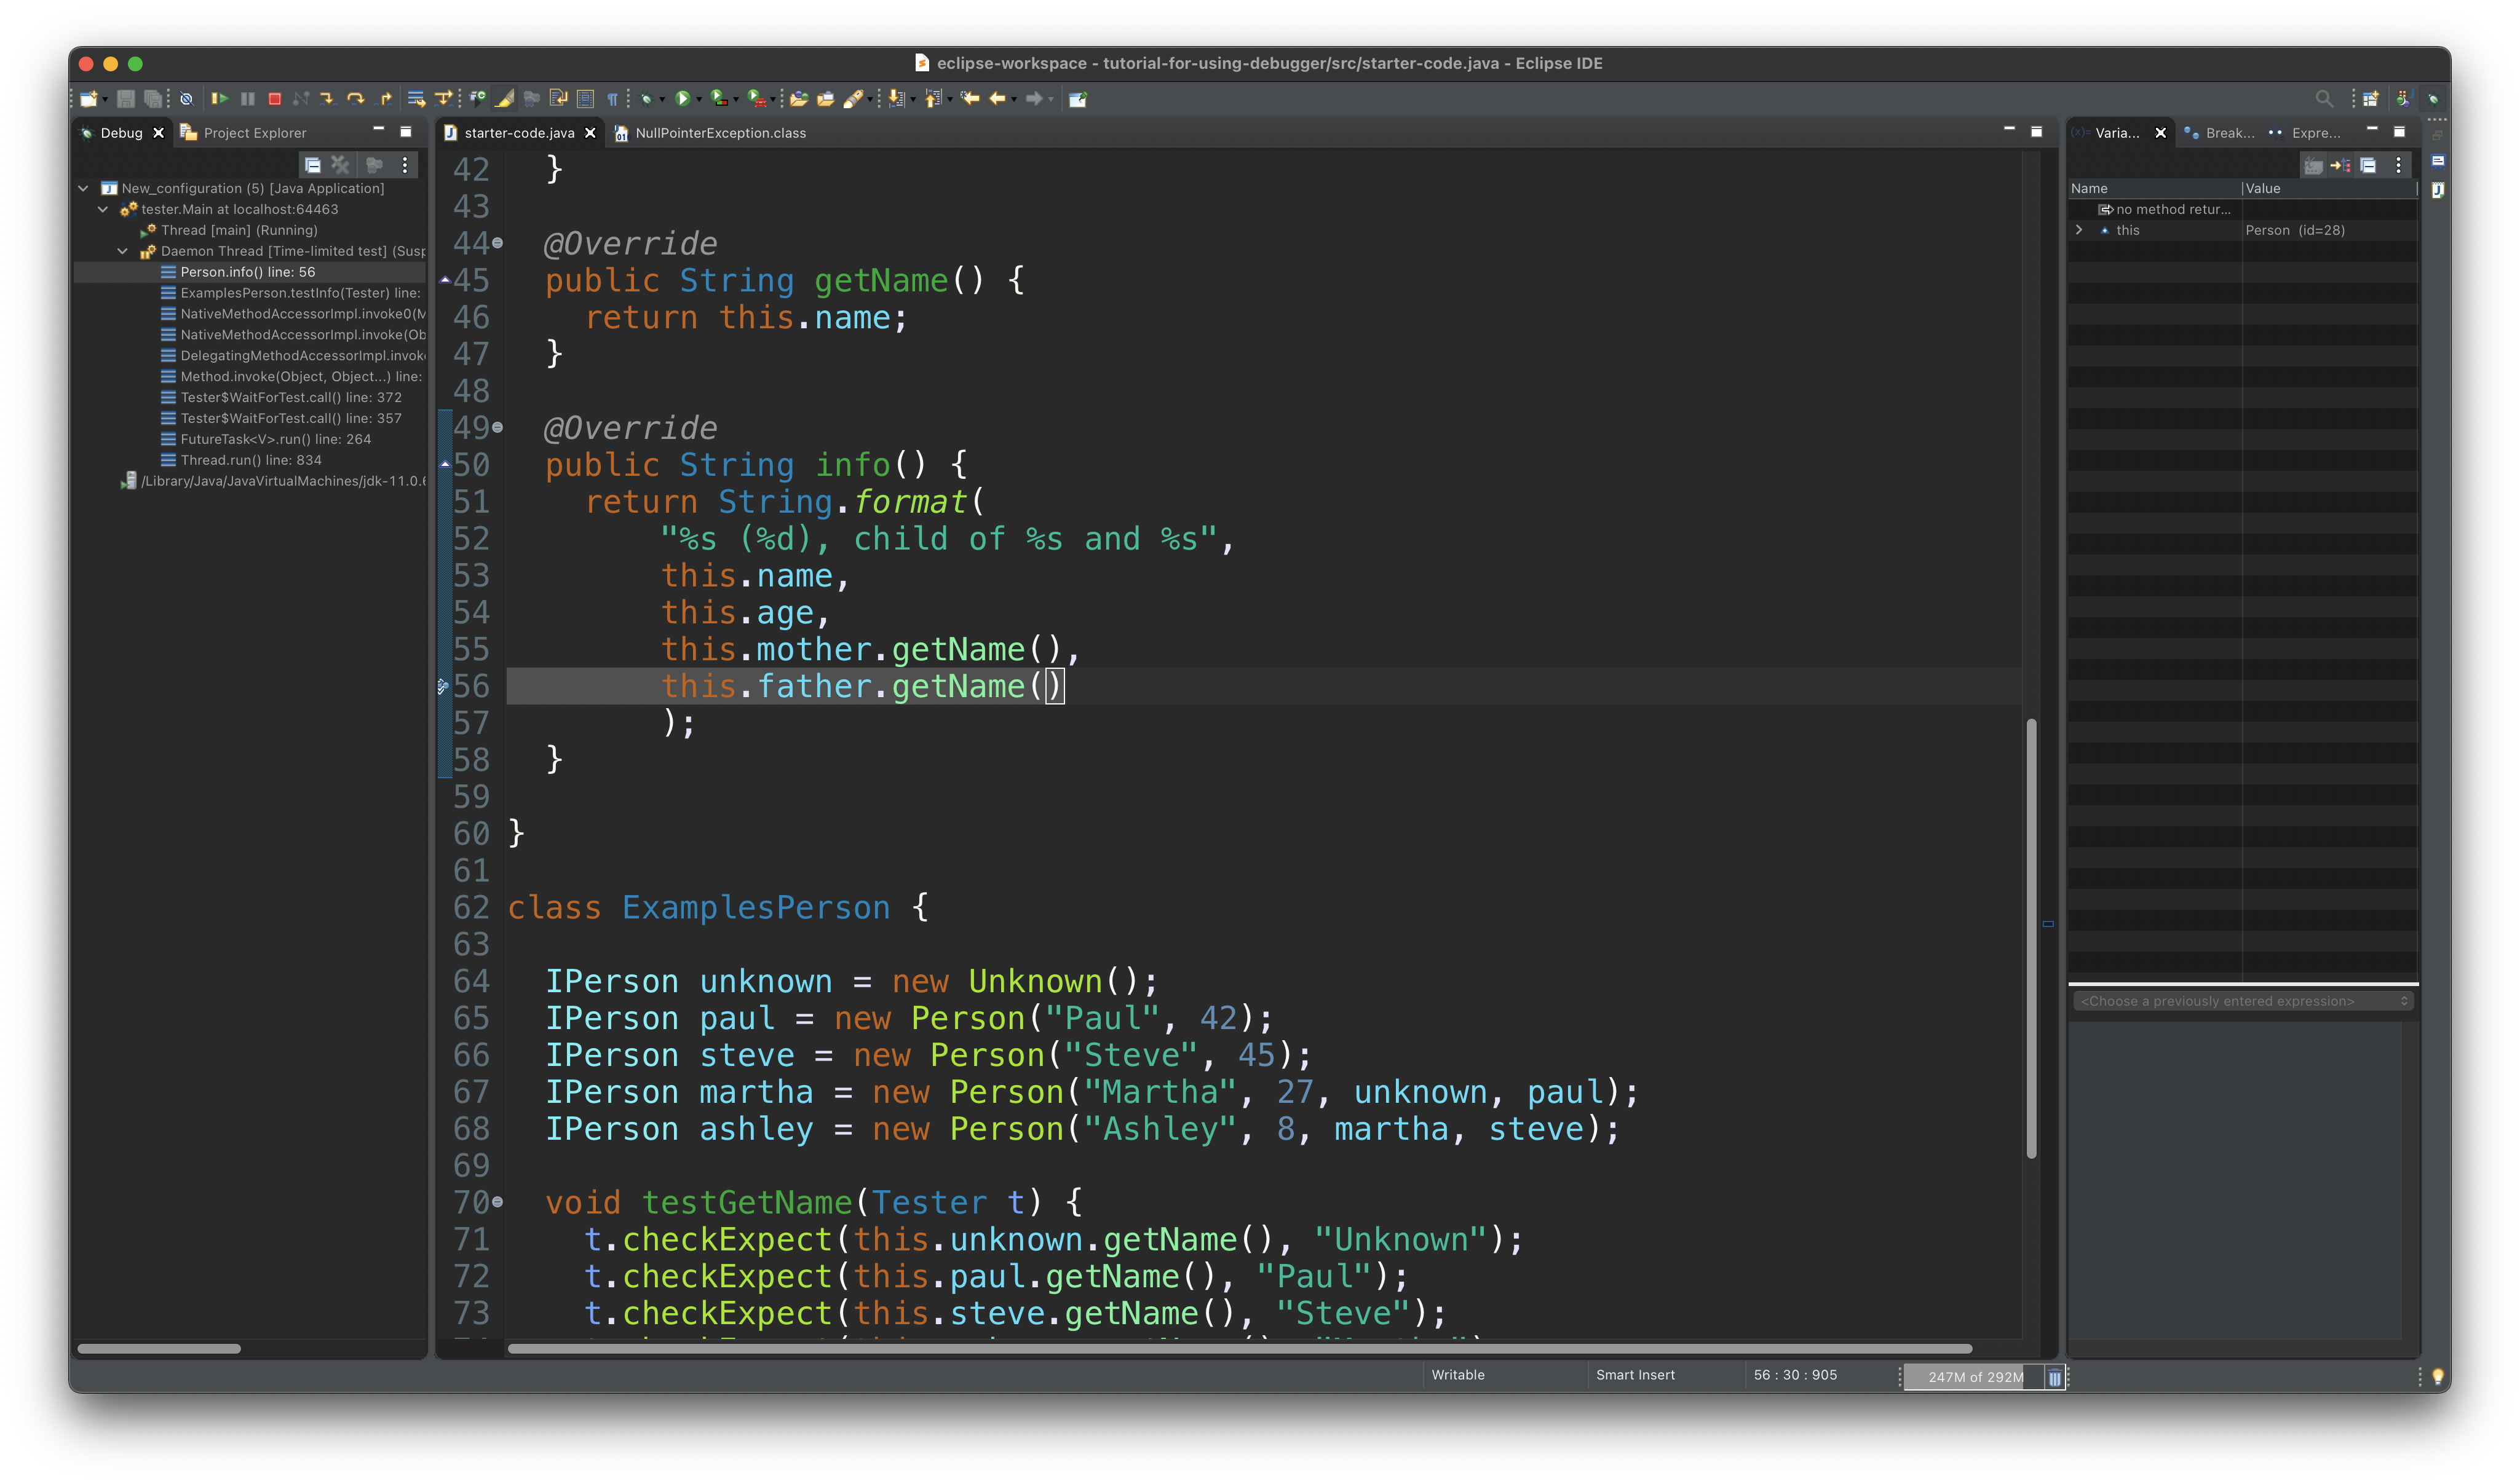 eclipse-workspace - tutorial-for-using-debugger/src/starter-code.java - Eclipse IDE
Debug
Project Explorer
New_configuration (5) [Java Application]
tester.Main at localhost:64463
Thread [main] (Running)
Daemon Thread [Time-limited test] (Susp
Person.info() line: 56
ExamplesPerson.testInfo(Tester) line:
NativeMethodAccessorImpl.invoke0(M
NativeMethodAccessorImpl.invoke(Ob
DelegatingMethodAccessorImpl.invoke
Method.invoke(Object, Object...) line:
Tester$WaitForTest.call() line: 372
Tester$WaitForTest.call() line: 357
FutureTask<V>.run() line: 264
Thread.run() line: 834
/Library/Java/JavaVirtualMachines/jdk-11.0.6
starter-code.java
NullPointerException.class
42 }
43
44 @Override
45 public String getName() {
46 return this.name;
47 }
48
49 @Override
50 public String info() {
51 return String.format(
52 "%s (%d), child of %s and %s",
53 this.name,
54 this.age,
55 this.mother.getName(),
56 this.father.getName()
57 );
58 }
59
60 }
61
62 class ExamplesPerson {
63
64 IPerson unknown = new Unknown();
65 IPerson paul = new Person("Paul", 42);
66 IPerson steve = new Person("Steve", 45);
67 IPerson martha = new Person("Martha", 27, unknown, paul);
68 IPerson ashley = new Person("Ashley", 8, martha, steve);
69
70 void testGetName(Tester t) {
71 t.checkExpect(this.unknown.getName(), "Unknown");
72 t.checkExpect(this.paul.getName(), "Paul");
73 t.checkExpect(this.steve.getName(), "Steve");
(x)= Varia...
Break...
Expre...
Name Value
no method retur...
this Person (id=28)
<Choose a previously entered expression>
Writable
Smart Insert
56 : 30 : 905
247M of 292M